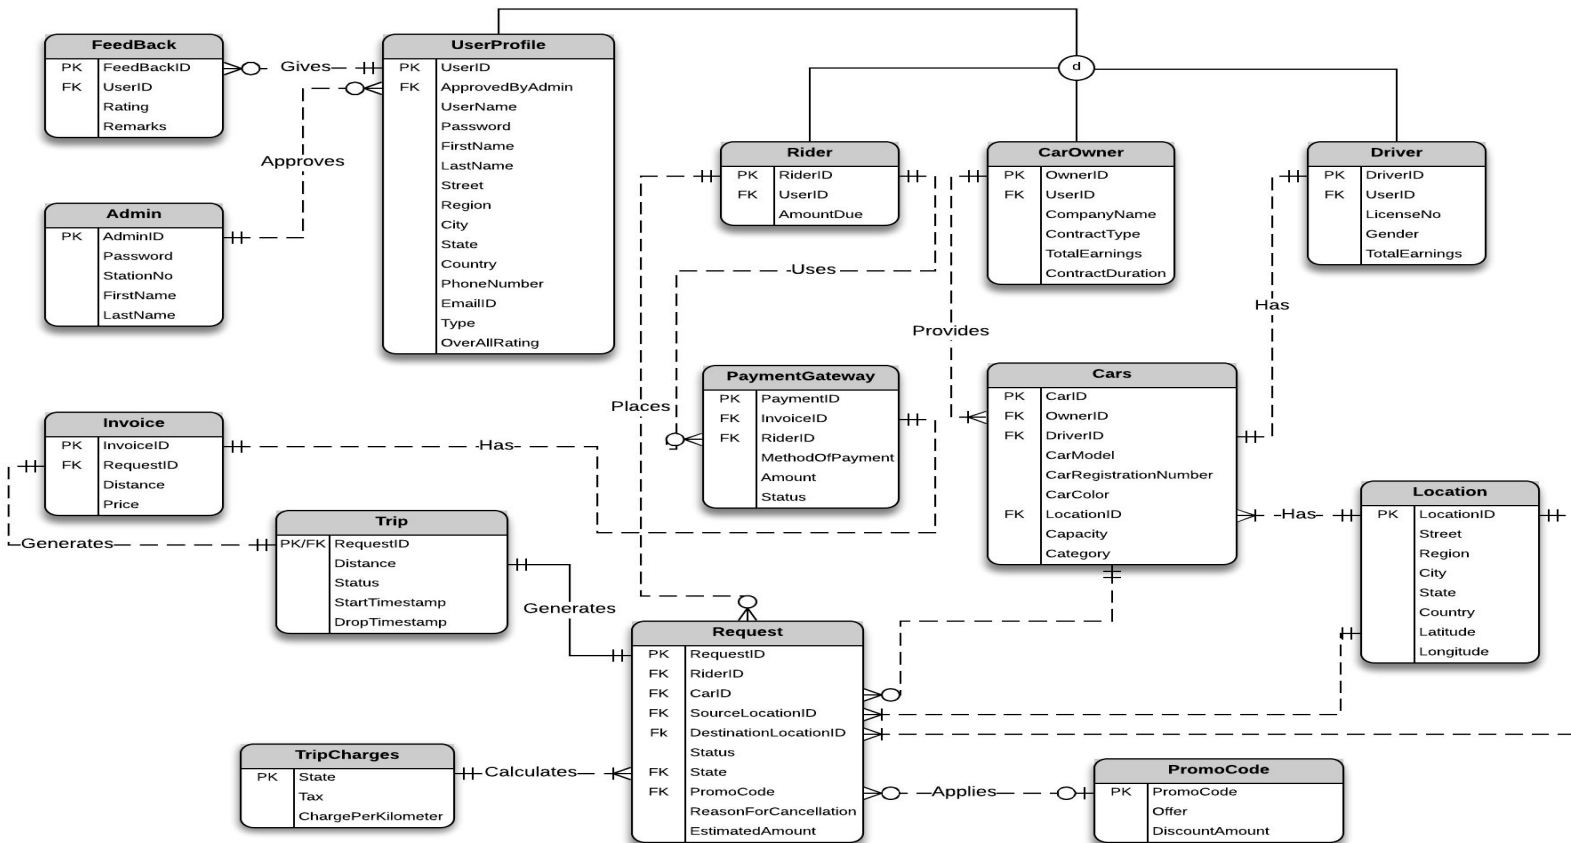 FeedBack
PK FeedBackID
FK UserID
Rating
Remarks
Gives
UserProfile
PK UserID
FK ApprovedByAdmin
UserName
Password
FirstName
LastName
Street
Region
City
State
Country
PhoneNumber
EmailID
Type
OverAllRating
Approves
Admin
PK AdminID
Password
StationNo
FirstName
LastName
d
Rider
PK RiderID
FK UserID
AmountDue
CarOwner
PK OwnerID
FK UserID
CompanyName
ContractType
TotalEarnings
ContractDuration
Driver
PK DriverID
FK UserID
LicenseNo
Gender
TotalEarnings
Uses
Has
Provides
Places
PaymentGateway
PK PaymentID
FK InvoiceID
FK RiderID
MethodOfPayment
Amount
Status
Cars
PK CarID
FK OwnerID
FK DriverID
CarModel
CarRegistrationNumber
CarColor
FK LocationID
Capacity
Category
Invoice
PK InvoiceID
FK RequestID
Distance
Price
Has
Generates
Trip
PK/FK RequestID
Distance
Status
StartTimestamp
DropTimestamp
Generates
Has
Location
PK LocationID
Street
Region
City
State
Country
Latitude
Longitude
Request
PK RequestID
FK RiderID
FK CarID
FK SourceLocationID
Fk DestinationLocationID
Status
FK State
FK PromoCode
ReasonForCancellation
EstimatedAmount
TripCharges
PK State
Tax
ChargePerKilometer
Calculates
Applies
PromoCode
PK PromoCode
Offer
DiscountAmount